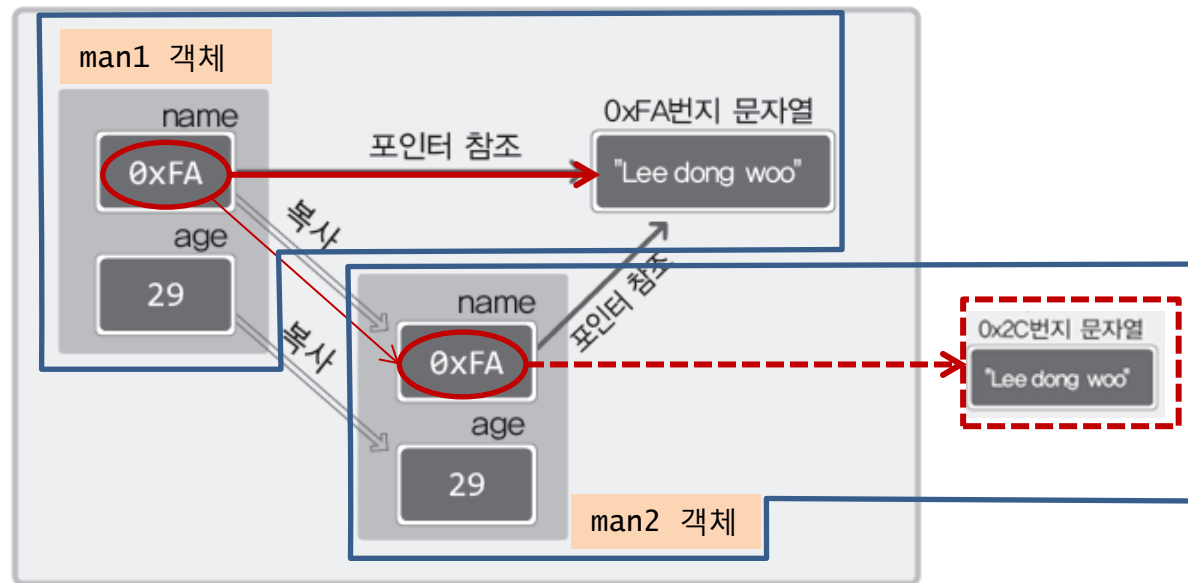 man1 객체
name
0xFA
age
29
포인터 참조
0xFA번지 문자열
"Lee dong woo"
복사
복사
포인터 참조
name
0xFA
age
29
man2 객체
0x2C번지 문자열
"Lee dong woo"